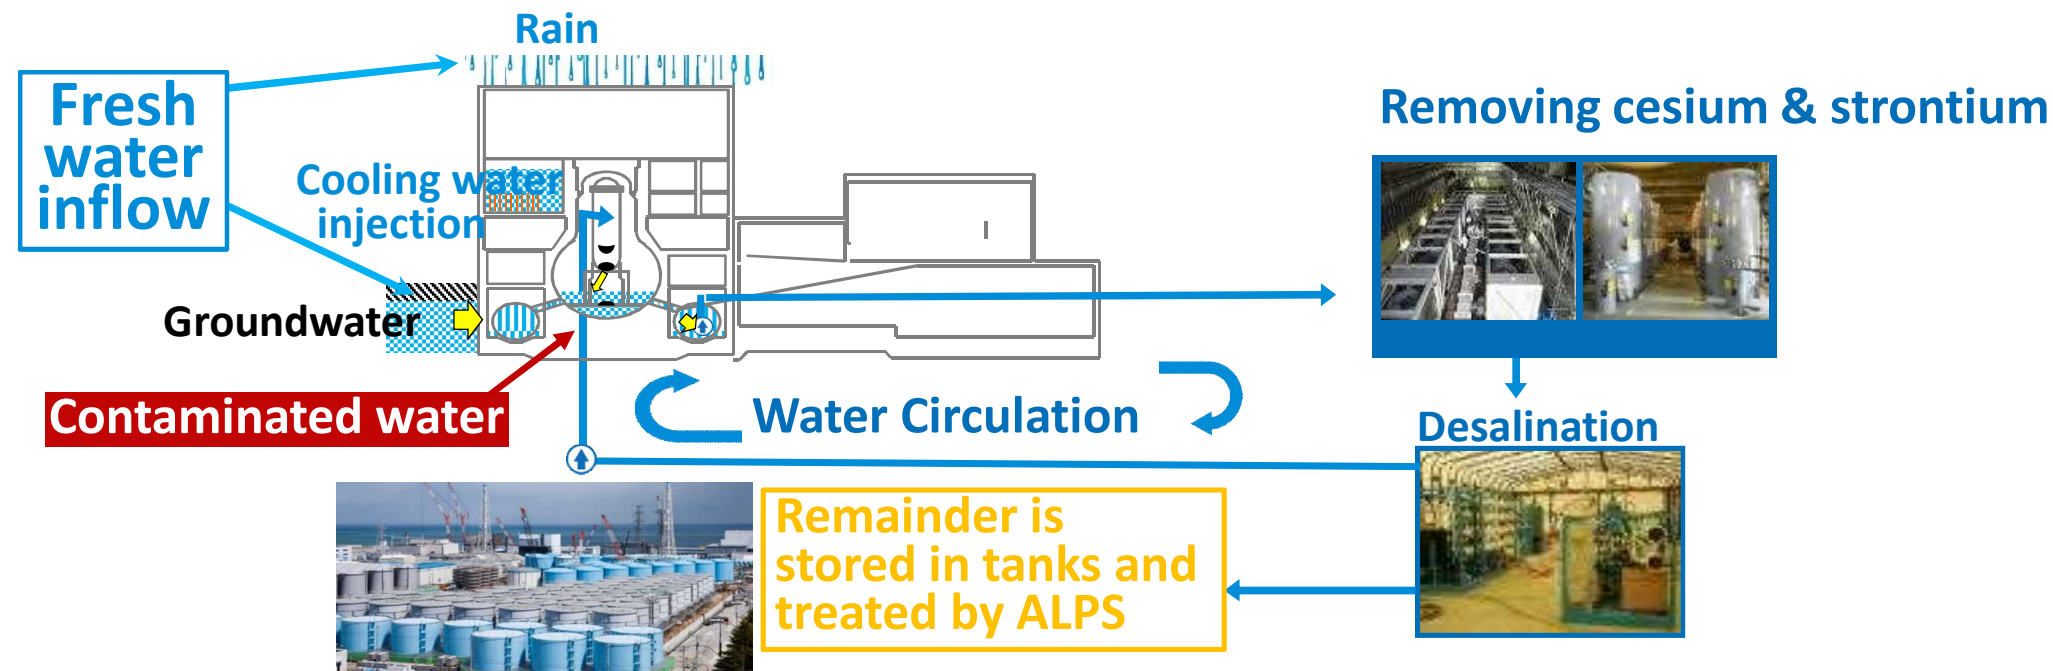 Rain
Fresh
water
inflow
Removing cesium & strontium
Cooling water
injection
Groundwater
Contaminated water
Water Circulation
Desalination
Remainder is
stored in tanks and
treated by ALPS